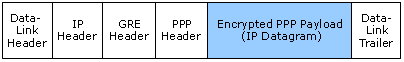 Data-
Link
Header
IP
Header
GRE
Header
PPP
Header
Encrypted PPP Payload
(IP Datagram)
Data-
Link
Trailer